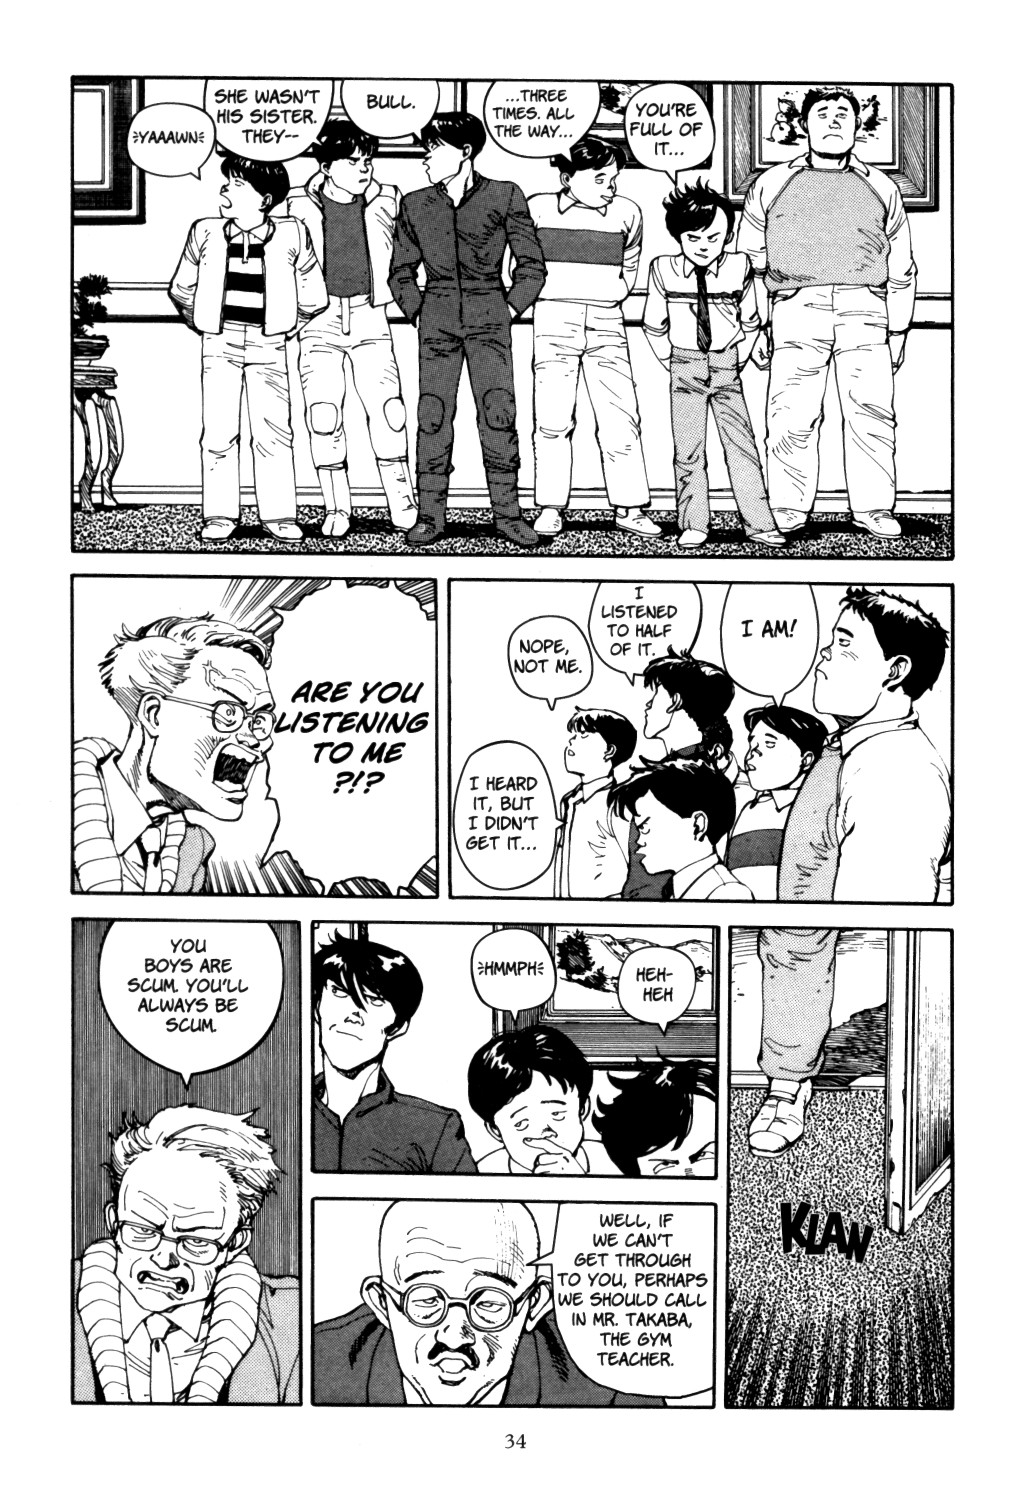 ÷YAAAWN÷
SHE WASN'T
HIS SISTER.
THEY--
BULL.
...THREE
TIMES. ALL
THE WAY...
YOU'RE
FULL OF
IT...
ARE YOU
LISTENING
TO ME
?!?
NOPE,
NOT ME.
I
LISTENED
TO HALF
OF IT.
I AM!
I HEARD
IT, BUT
I DIDN'T
GET IT...
YOU
BOYS ARE
SCUM. YOU'LL
ALWAYS BE
SCUM.
÷HMMPH÷
HEH-
HEH
WELL, IF
WE CAN'T
GET THROUGH
TO YOU, PERHAPS
WE SHOULD CALL
IN MR. TAKABA,
THE GYM
TEACHER.
KLAN
34